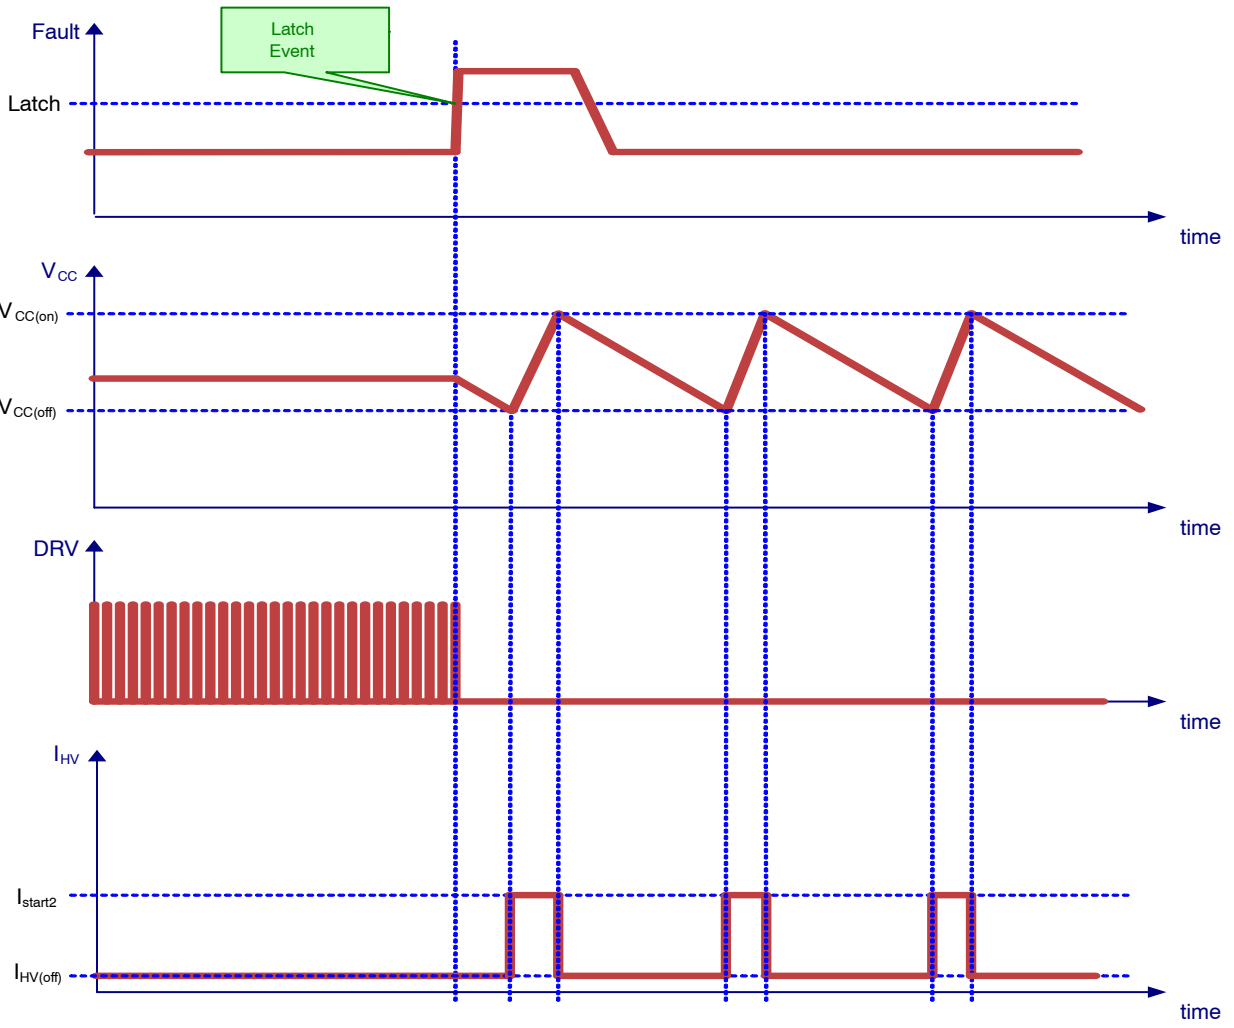 Fault
Latch
Event
Latch
time
VCC
VCC(on)
VCC(off)
time
DRV
time
IHV
Istart2
IHV(off)
time